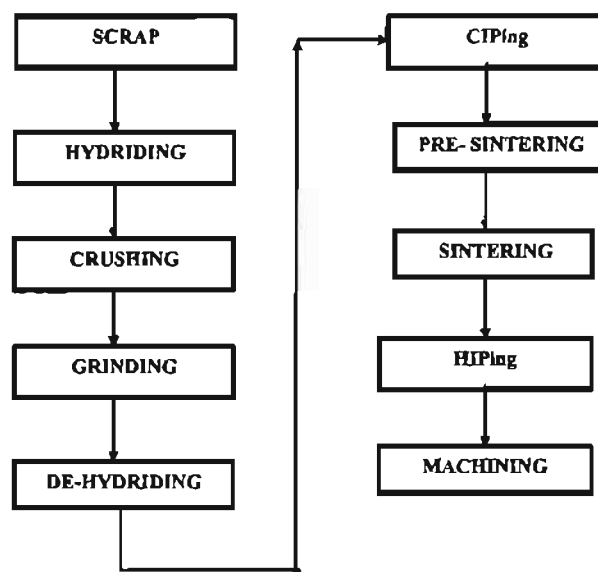 SCRAP
HYDRIDING
CRUSHING
GRINDING
DE-HYDRIDING
CIPing
PRE- SINTERING
SINTERING
HIPing
MACHINING